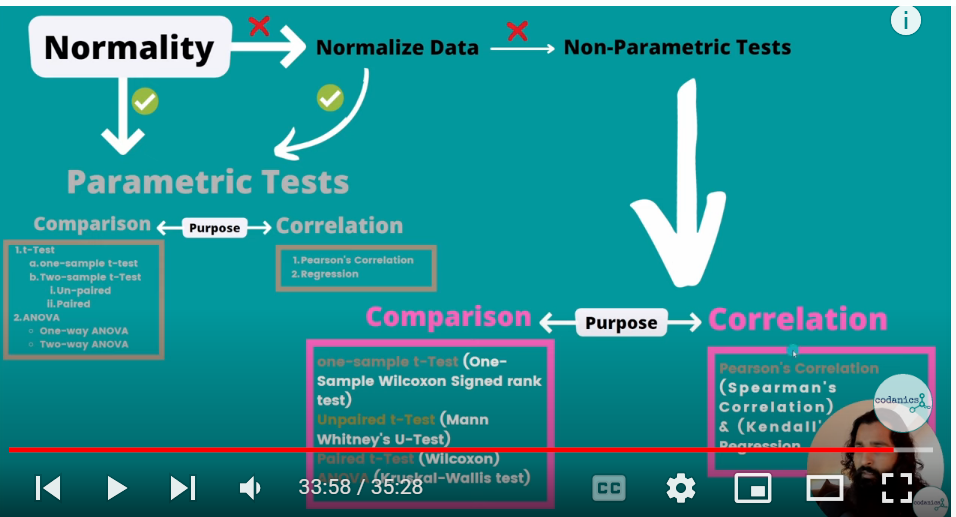 Normality
Normalize Data
Non-Parametric Tests
Parametric Tests
Comparison
Purpose
Correlation
1.t-Test
a.one-sample t-test
b.Two-sample t-Test
i.Un-paired
ii.Paired
2.ANOVA
One-way ANOVA
Two-way ANOVA
1.Pearson's Correlation
2.Regression
Comparison
Purpose
Correlation
one-sample t-Test (One-
Sample Wilcoxon Signed rank
test)
Unpaired t-Test (Mann
Whitney's U-Test)
Paired t-Test (Wilcoxon)
ANOVA (Kruskal-Wallis test)
Pearson's Correlation
(Spearman's
Correlation)
& (Kendall'
Regression
codanics
33:58 / 35:28
CC
i
codanics